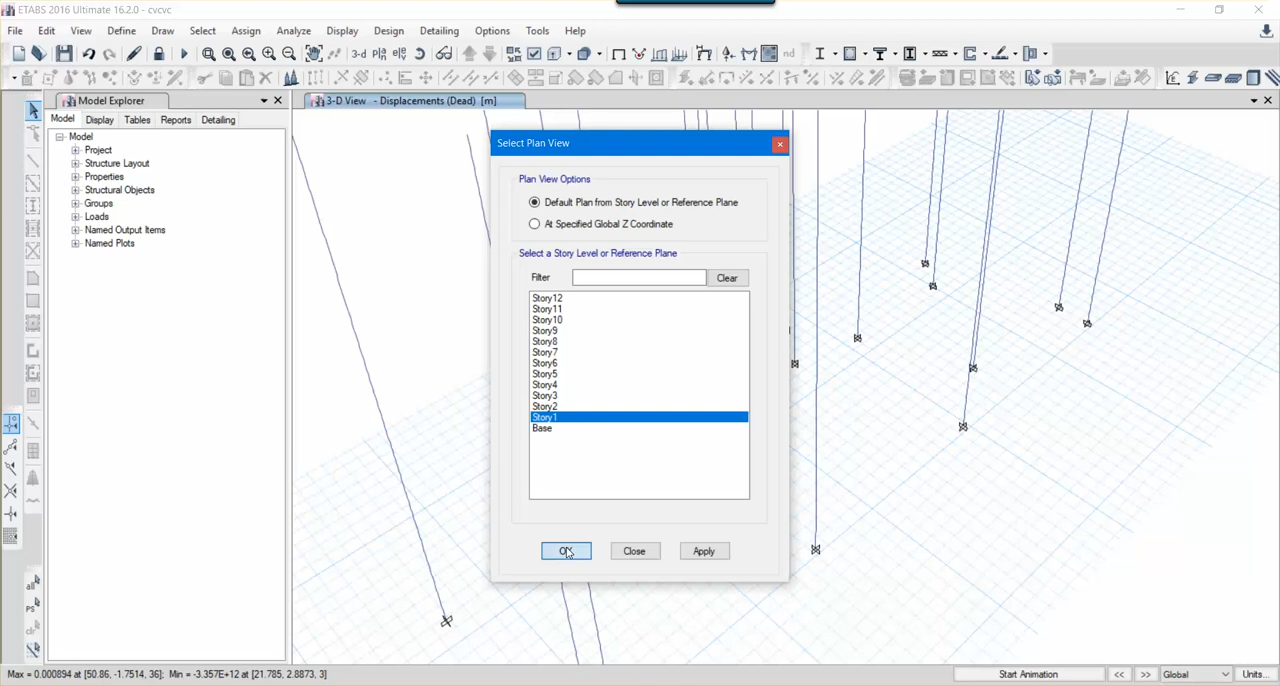 ETABS 2016 Ultimate 16.2.0 - cvcvc
File Edit View Define Draw Select Assign Analyze Display Design Detailing Options Tools Help
3-d
nd
Model Explorer
3-D View - Displacements (Dead) [m]
Model Display Tables Reports Detailing
Model
Project
Structure Layout
Properties
Structural Objects
Groups
Loads
Named Output Items
Named Plots
Select Plan View
Plan View Options
Default Plan from Story Level or Reference Plane
At Specified Global Z Coordinate
Select a Story Level or Reference Plane
Filter
Clear
Story12
Story11
Story10
Story9
Story8
Story7
Story6
Story5
Story4
Story3
Story2
Story1
Base
OK Close Apply
all
PS
Max = 0.000894 at [50.86, -1.7514, 36]; Min = -3.357E+12 at [21.785, 2.8873, 3]
Start Animation << >> Global Units...